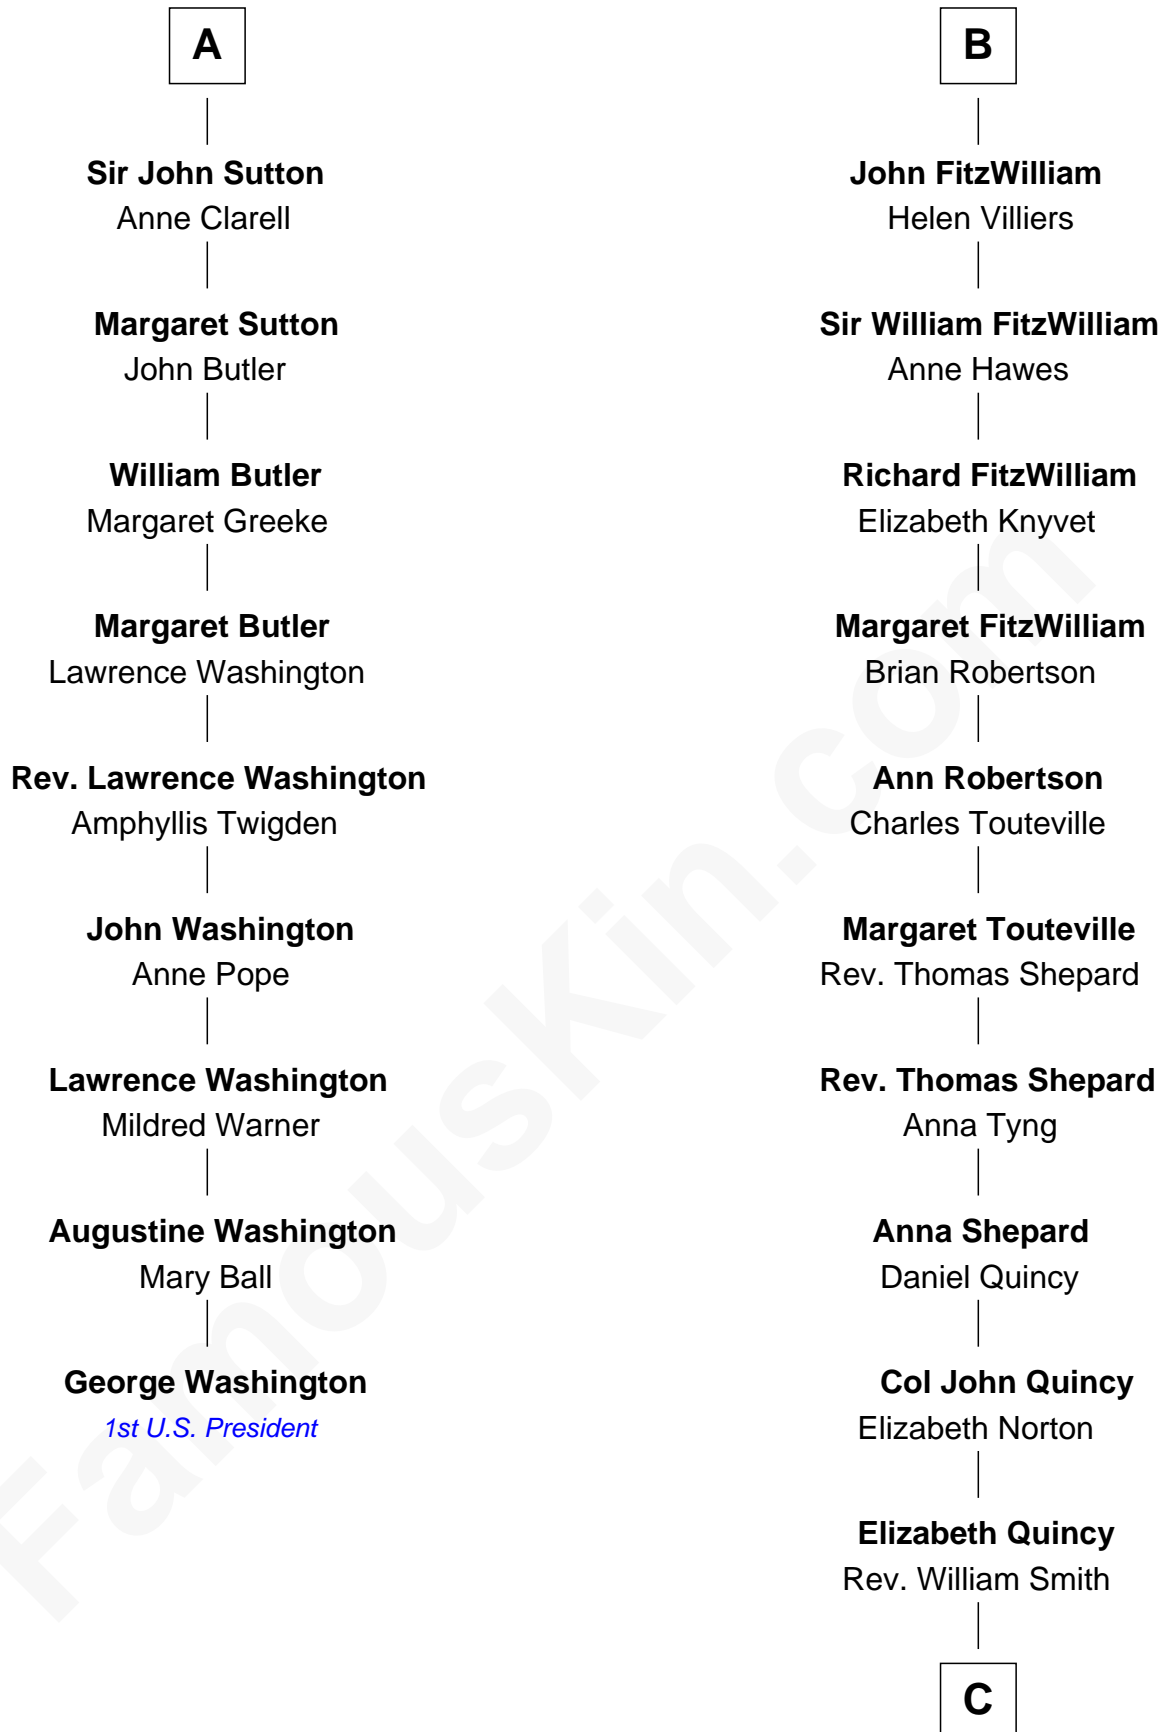 A
Sir John Sutton
Anne Clarell
Margaret Sutton
John Butler
William Butler
Margaret Greeke
Margaret Butler
Lawrence Washington
Rev. Lawrence Washington
Amphyllis Twigden
John Washington
Anne Pope
Lawrence Washington
Mildred Warner
Augustine Washington
Mary Ball
George Washington
1st U.S. President
B
John FitzWilliam
Helen Villiers
Sir William FitzWilliam
Anne Hawes
Richard FitzWilliam
Elizabeth Knyvet
Margaret FitzWilliam
Brian Robertson
Ann Robertson
Charles Touteville
Margaret Touteville
Rev. Thomas Shepard
Rev. Thomas Shepard
Anna Tyng
Anna Shepard
Daniel Quincy
Col John Quincy
Elizabeth Norton
Elizabeth Quincy
Rev. William Smith
C
FamousKin.com